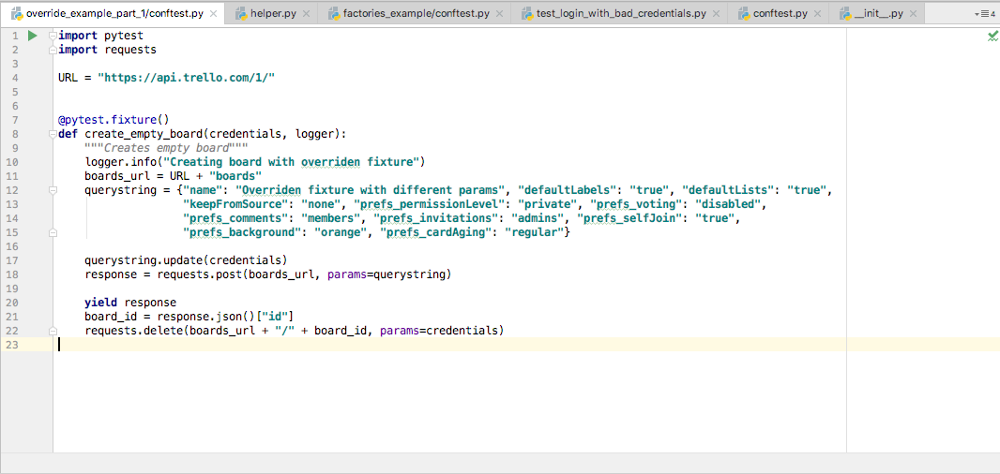 override_example_part_1/conftest.py helper.py factories_example/conftest.py test_login_with_bad_credentials.py conftest.py __init__.py 4
1 import pytest
2 import requests
3
4 URL = "https://api.trello.com/1/"
5
6
7 @pytest.fixture()
8 def create_empty_board(credentials, logger):
9     """Creates empty board"""
10     logger.info("Creating board with overriden fixture")
11     boards_url = URL + "boards"
12     querystring = {"name": "Overriden fixture with different params", "defaultLabels": "true", "defaultLists": "true",
13                    "keepFromSource": "none", "prefs_permissionLevel": "private", "prefs_voting": "disabled",
14                    "prefs_comments": "members", "prefs_invitations": "admins", "prefs_selfJoin": "true",
15                    "prefs_background": "orange", "prefs_cardAging": "regular"}
16
17     querystring.update(credentials)
18     response = requests.post(boards_url, params=querystring)
19
20     yield response
21     board_id = response.json()["id"]
22     requests.delete(boards_url + "/" + board_id, params=credentials)
23